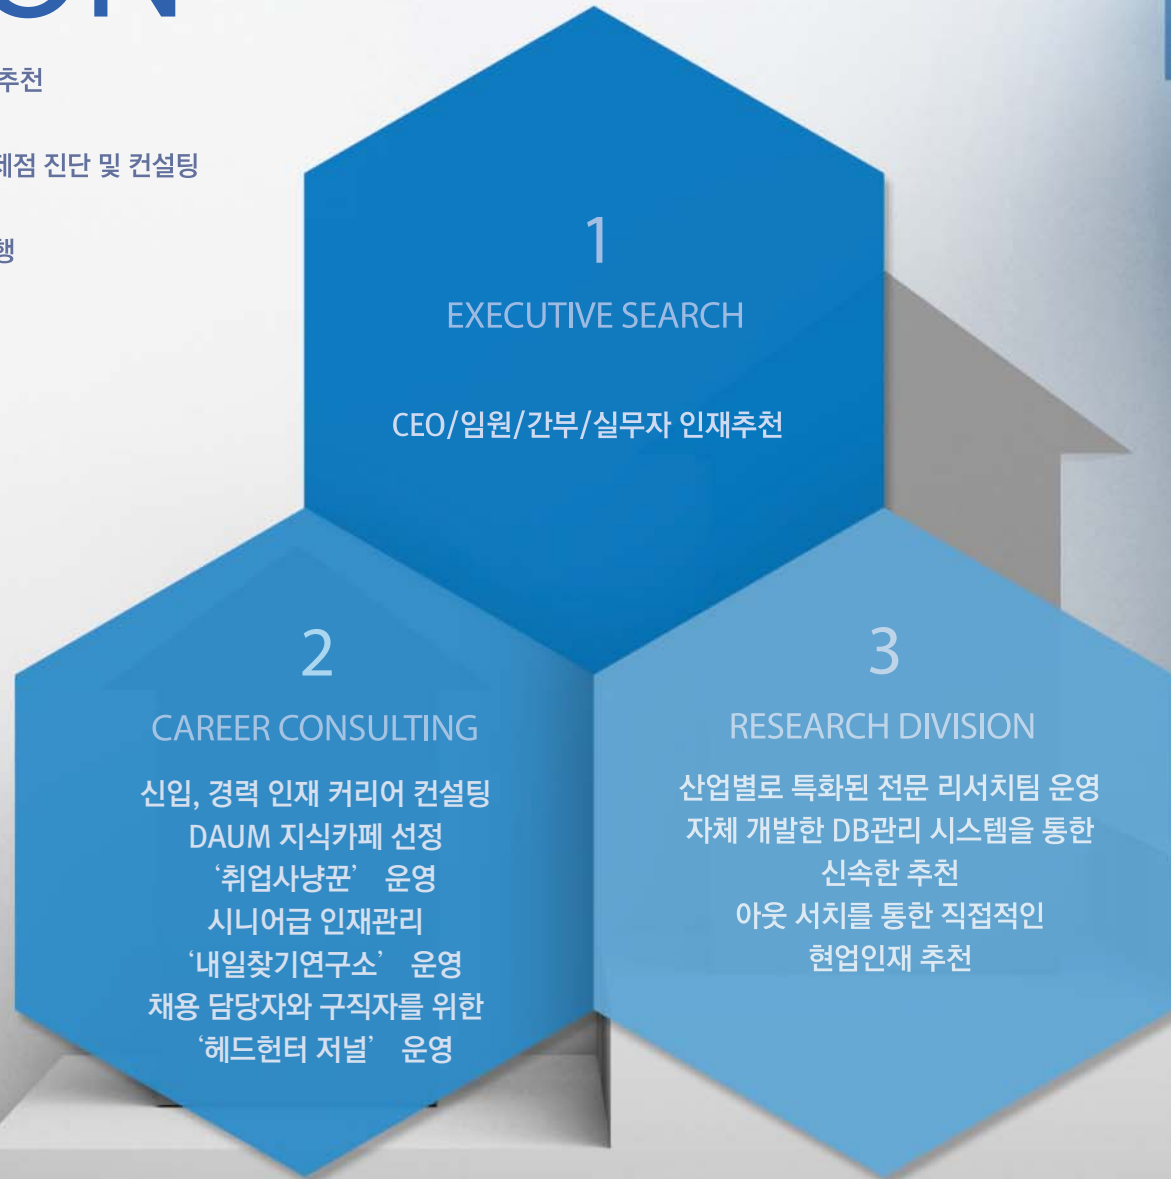 ON
추천
제점 진단 및 컨설팅
행
1
EXECUTIVE SEARCH
CEO/임원/간부/실무자 인재추천
2
CAREER CONSULTING
신입, 경력 인재 커리어 컨설팅
DAUM 지식카페 선정
‘취업사냥꾼’ 운영
시니어급 인재관리
‘내일찾기연구소’ 운영
채용 담당자와 구직자를 위한
‘헤드헌터 저널’ 운영
3
RESEARCH DIVISION
산업별로 특화된 전문 리서치팀 운영
자체 개발한 DB관리 시스템을 통한
신속한 추천
아웃 서치를 통한 직접적인
현업인재 추천